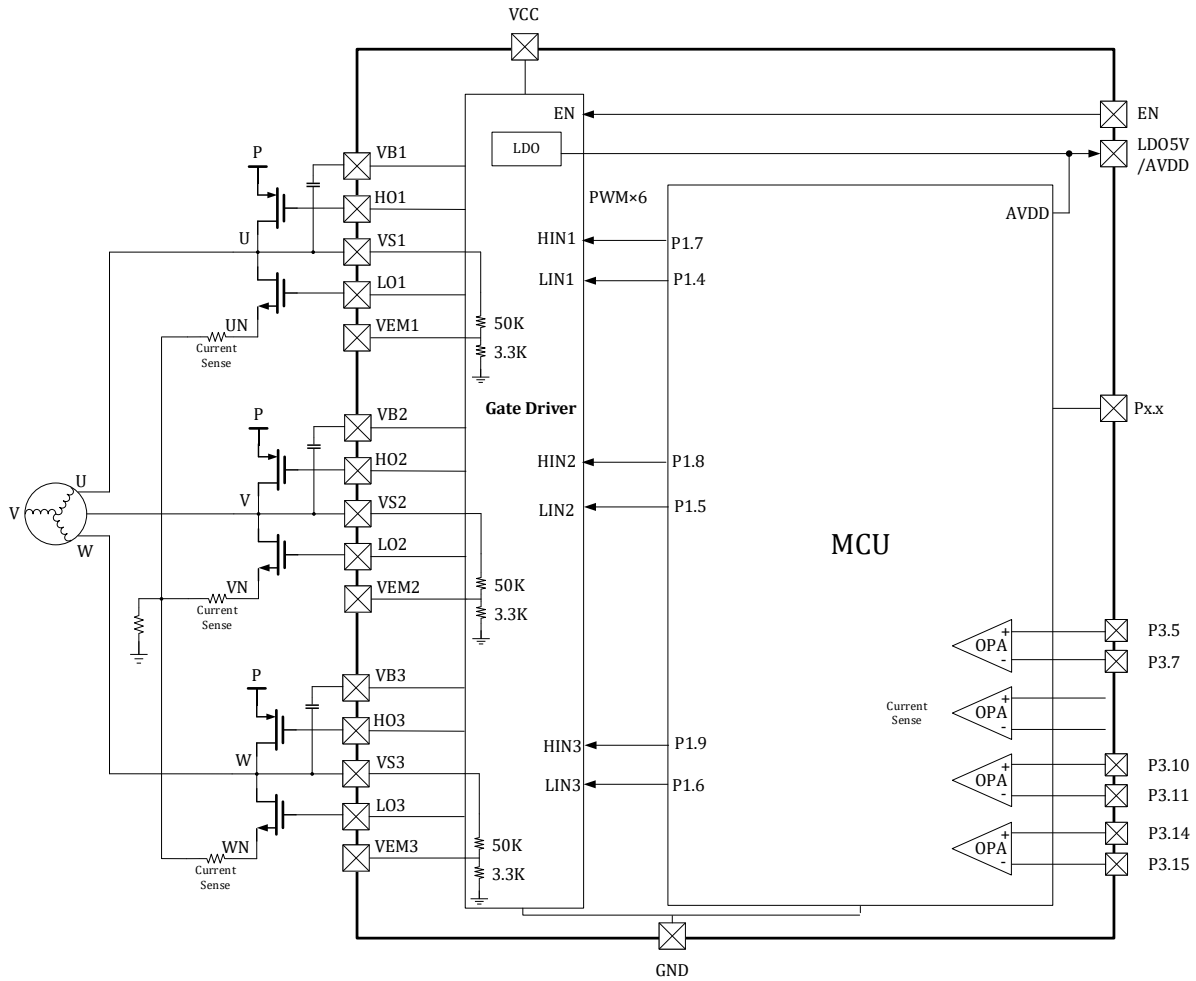 VCC
EN
EN
LDO
LDO5V
/AVDD
P
VB1
HO1
PWM×6
AVDD
U
VS1
HIN1
P1.7
LO1
LIN1
P1.4
UN
VEM1
50K
Current
Sense
3.3K
P
VB2
Gate Driver
Px.x
HO2
HIN2
P1.8
U
V
VS2
LIN2
P1.5
V
W
LO2
MCU
VN
VEM2
50K
Current
Sense
3.3K
+
OPA
-
P3.5
P3.7
P
VB3
Current
Sense
+
OPA
-
HO3
HIN3
P1.9
W
VS3
LIN3
P1.6
+
OPA
-
P3.10
P3.11
LO3
WN
VEM3
50K
Current
Sense
3.3K
+
OPA
-
P3.14
P3.15
GND